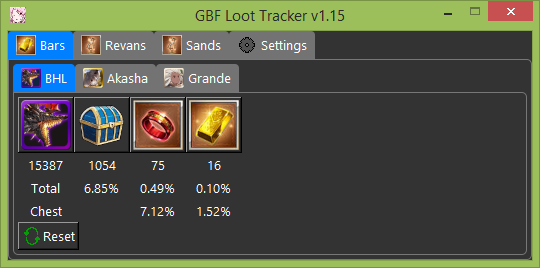 GBF Loot Tracker v1.15
Bars Revans Sands Settings
BHL Akasha Grande
15387 1054 75 16
Total 6.85% 0.49% 0.10%
Chest 7.12% 1.52%
Reset